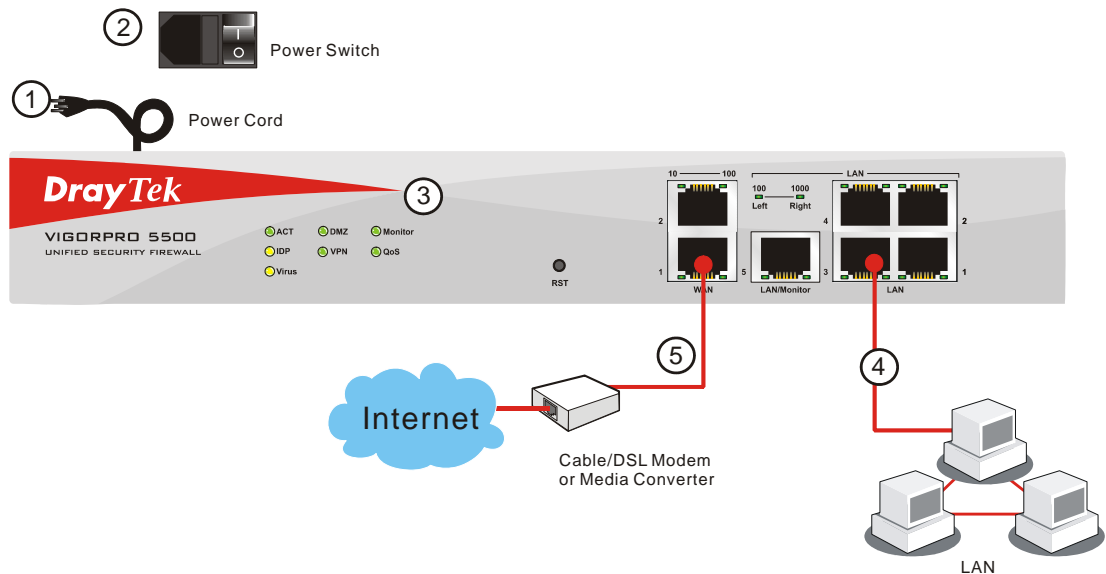 2
I
O
Power Switch
1
Power Cord
DrayTek
3
VIGORPRO 5500
UNIFIED SECURITY FIREWALL
ACT DMZ Monitor
IDP VPN QoS
Virus
RST
10 100
2
1
WAN
LAN
100 1000
Left Right
5
LAN/Monitor
4 2
3 1
LAN
5
4
Internet
Cable/DSL Modem
or Media Converter
LAN